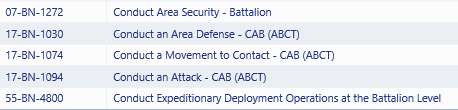 07-BN-1272 Conduct Area Security - Battalion
17-BN-1030 Conduct an Area Defense - CAB (ABCT)
17-BN-1074 Conduct a Movement to Contact - CAB (ABCT)
17-BN-1094 Conduct an Attack - CAB (ABCT)
55-BN-4800 Conduct Expeditionary Deployment Operations at the Battalion Level